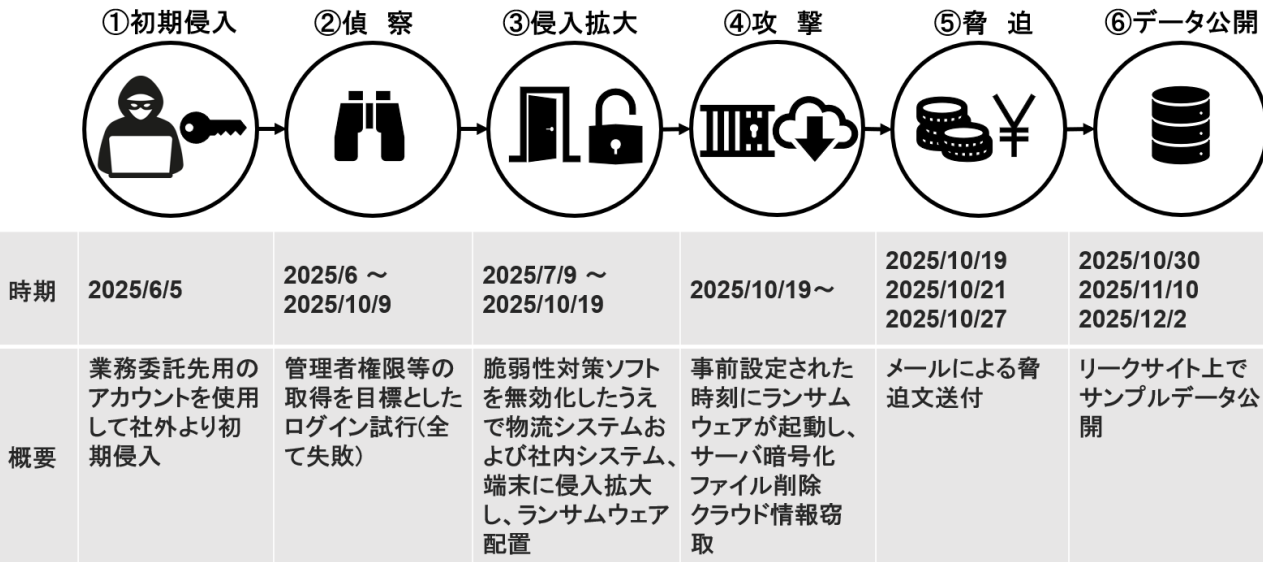 ①初期侵入
②偵 察
③侵入拡大
④攻 撃
⑤脅 迫
⑥データ公開
時期
2025/6/5
2025/6 ～
2025/10/9
2025/7/9 ～
2025/10/19
2025/10/19～
2025/10/19
2025/10/21
2025/10/27
2025/10/30
2025/11/10
2025/12/2
概要
業務委託先用の
アカウントを使用
して社外より初
期侵入
管理者権限等の
取得を目標とした
ログイン試行(全
て失敗)
脆弱性対策ソフト
を無効化したうえ
で物流システムお
よび社内システム、
端末に侵入拡大
し、ランサムウェア
配置
事前設定された
時刻にランサム
ウェアが起動し、
サーバ暗号化
ファイル削除
クラウド情報窃
取
メールによる脅
迫文送付
リークサイト上で
サンプルデータ公
開